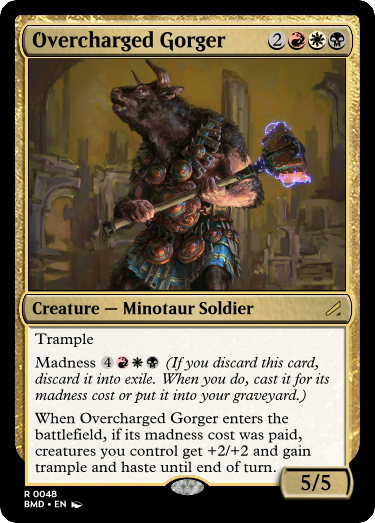 Overcharged Gorger 2
Creature — Minotaur Soldier
Trample
Madness 4 (If you discard this card,
discard it into exile. When you do, cast it for its
madness cost or put it into your graveyard.)
When Overcharged Gorger enters the
battlefield, if its madness cost was paid,
creatures you control get +2/+2 and gain
trample and haste until end of turn.
5/5
R 0048
BMD • EN